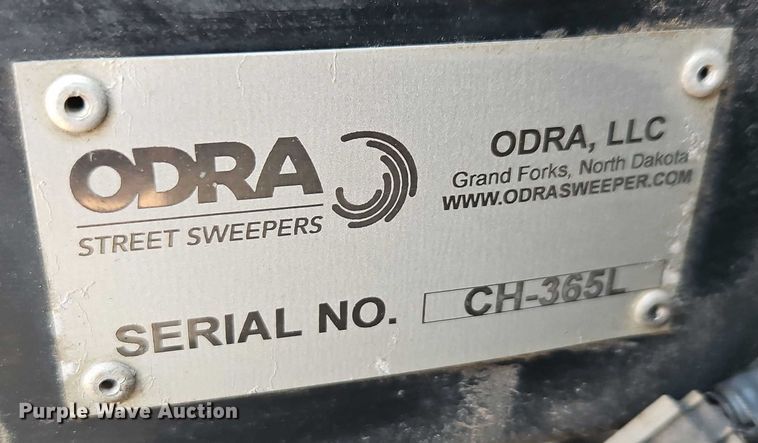 ODRA
STREET SWEEPERS
ODRA, LLC
Grand Forks, North Dakota
WWW.ODRASWEEPER.COM
SERIAL NO. CH-365L
Purple Wave Auction